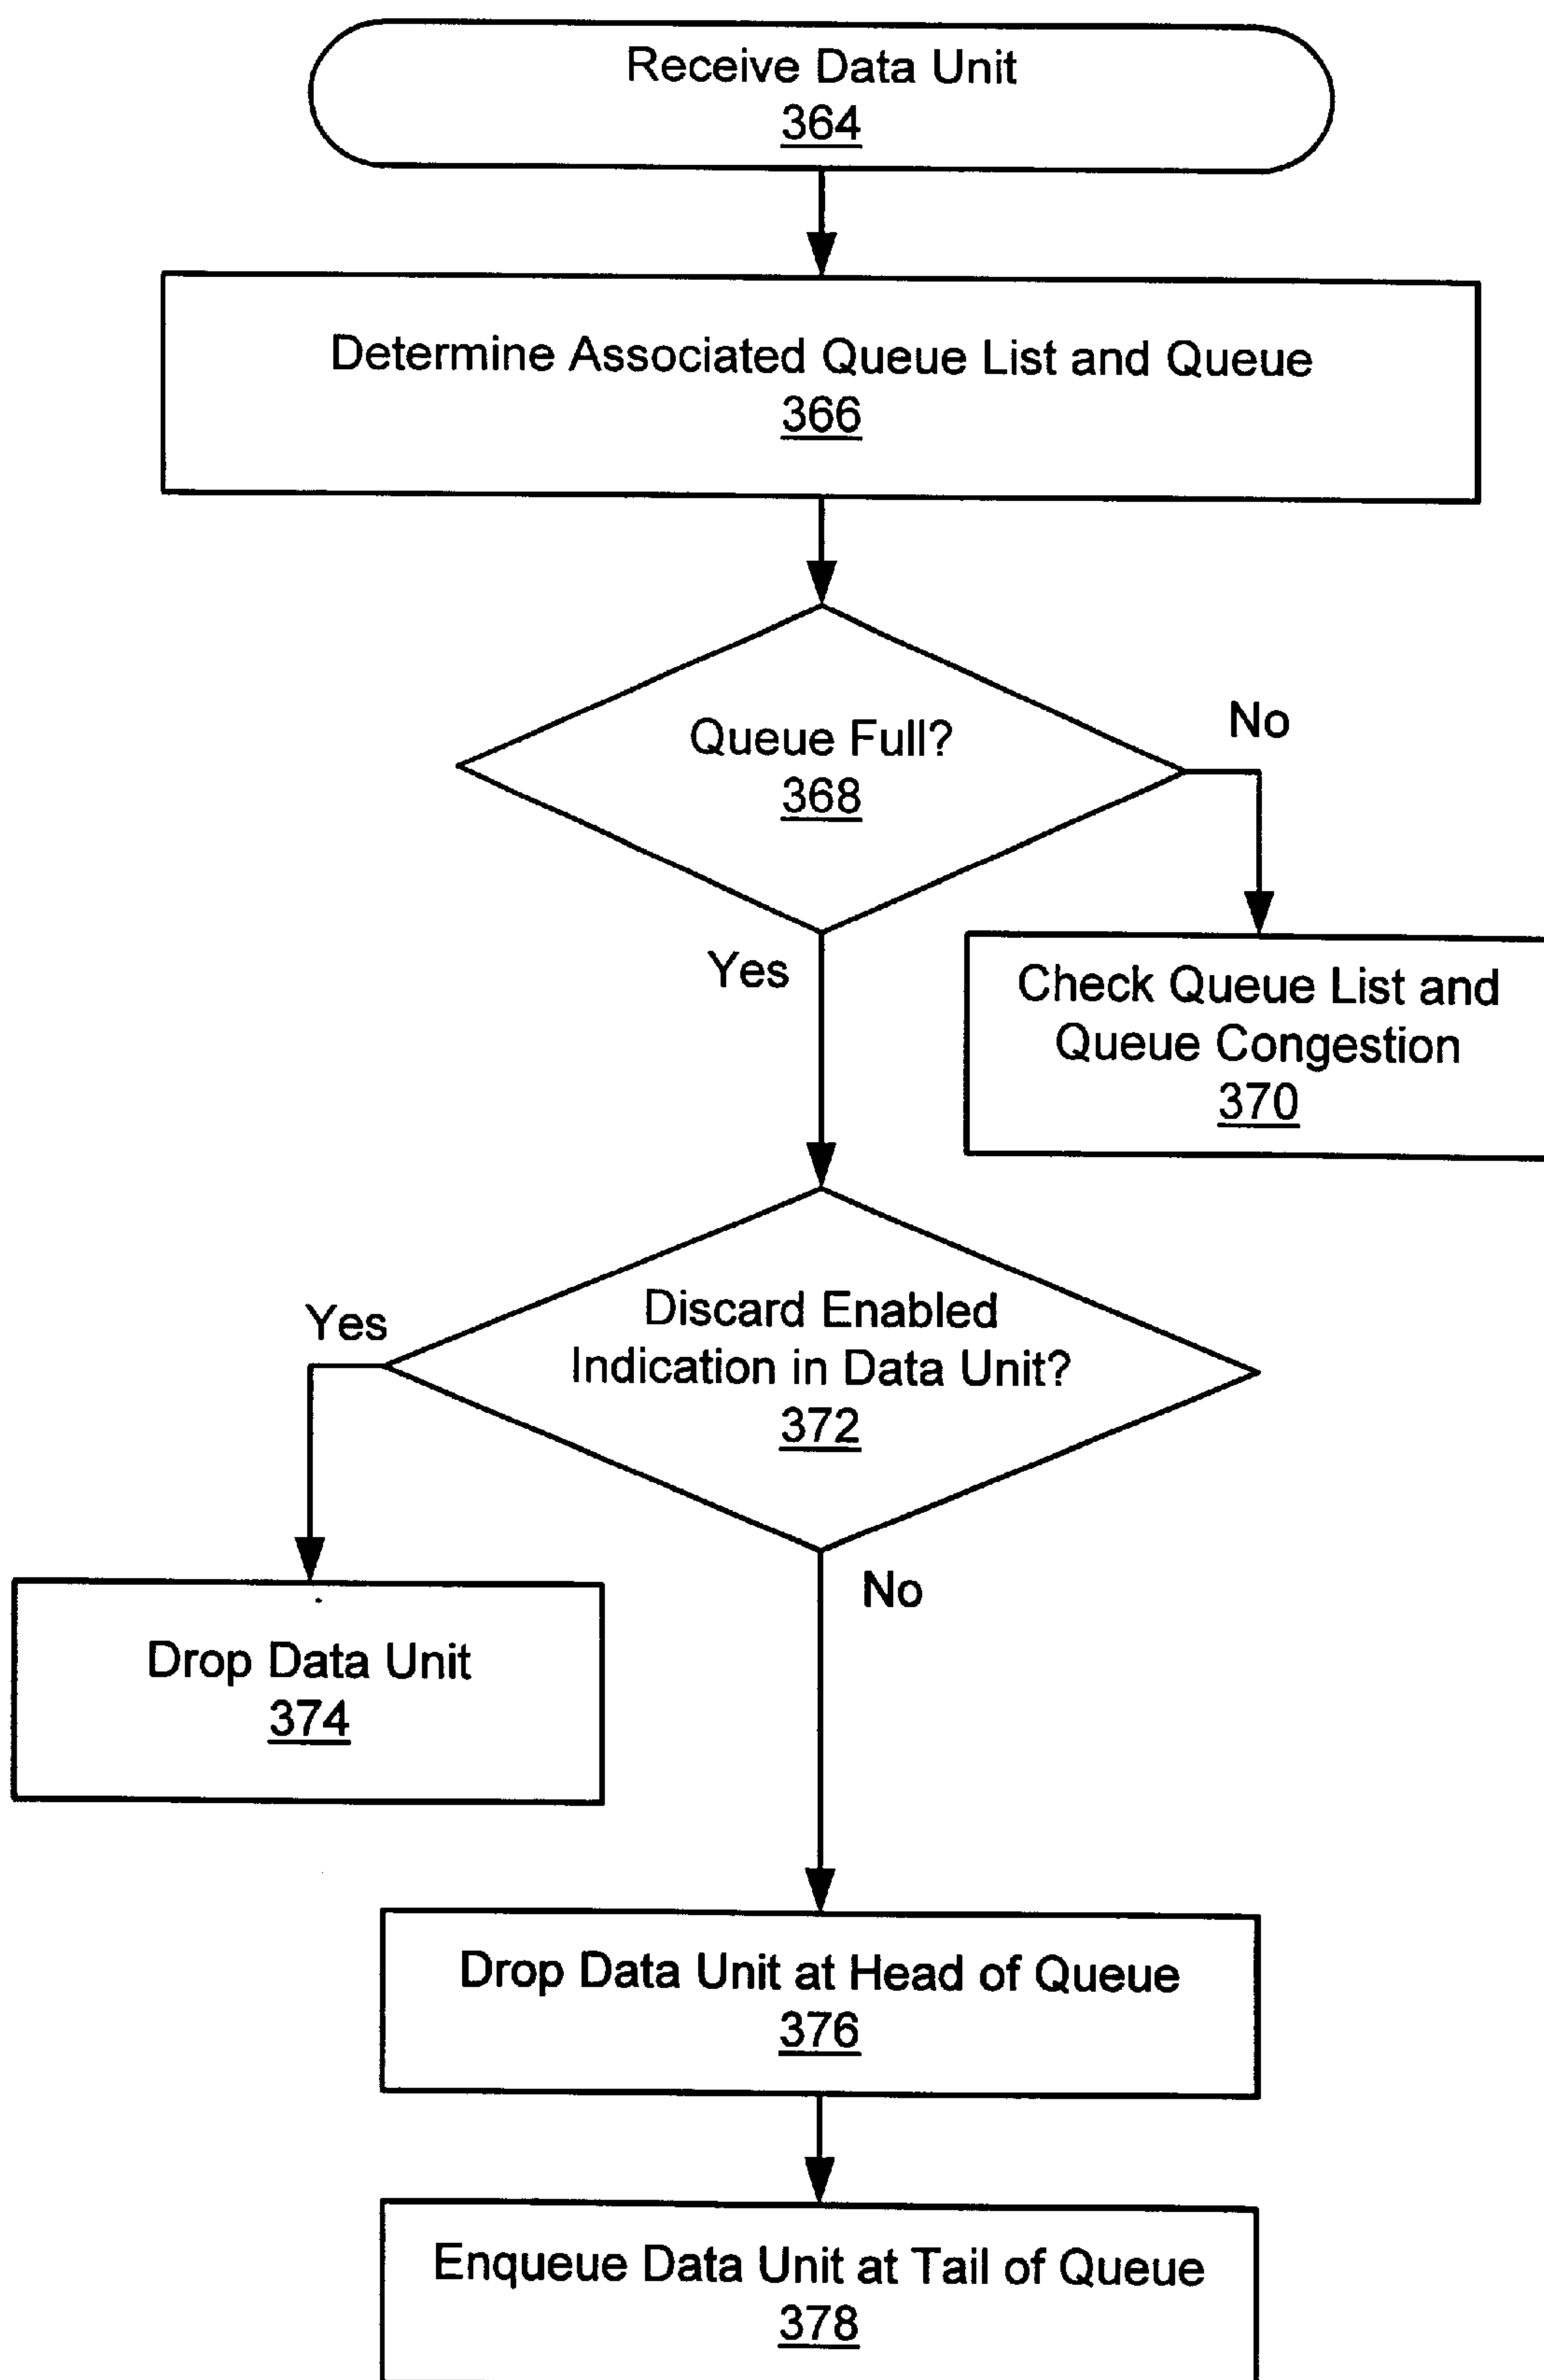 Receive Data Unit
364
Determine Associated Queue List and Queue
366
Queue Full?
368
No
Yes
Check Queue List and
Queue Congestion
370
Discard Enabled
Indication in Data Unit?
372
Yes
No
Drop Data Unit
374
Drop Data Unit at Head of Queue
376
Enqueue Data Unit at Tail of Queue
378